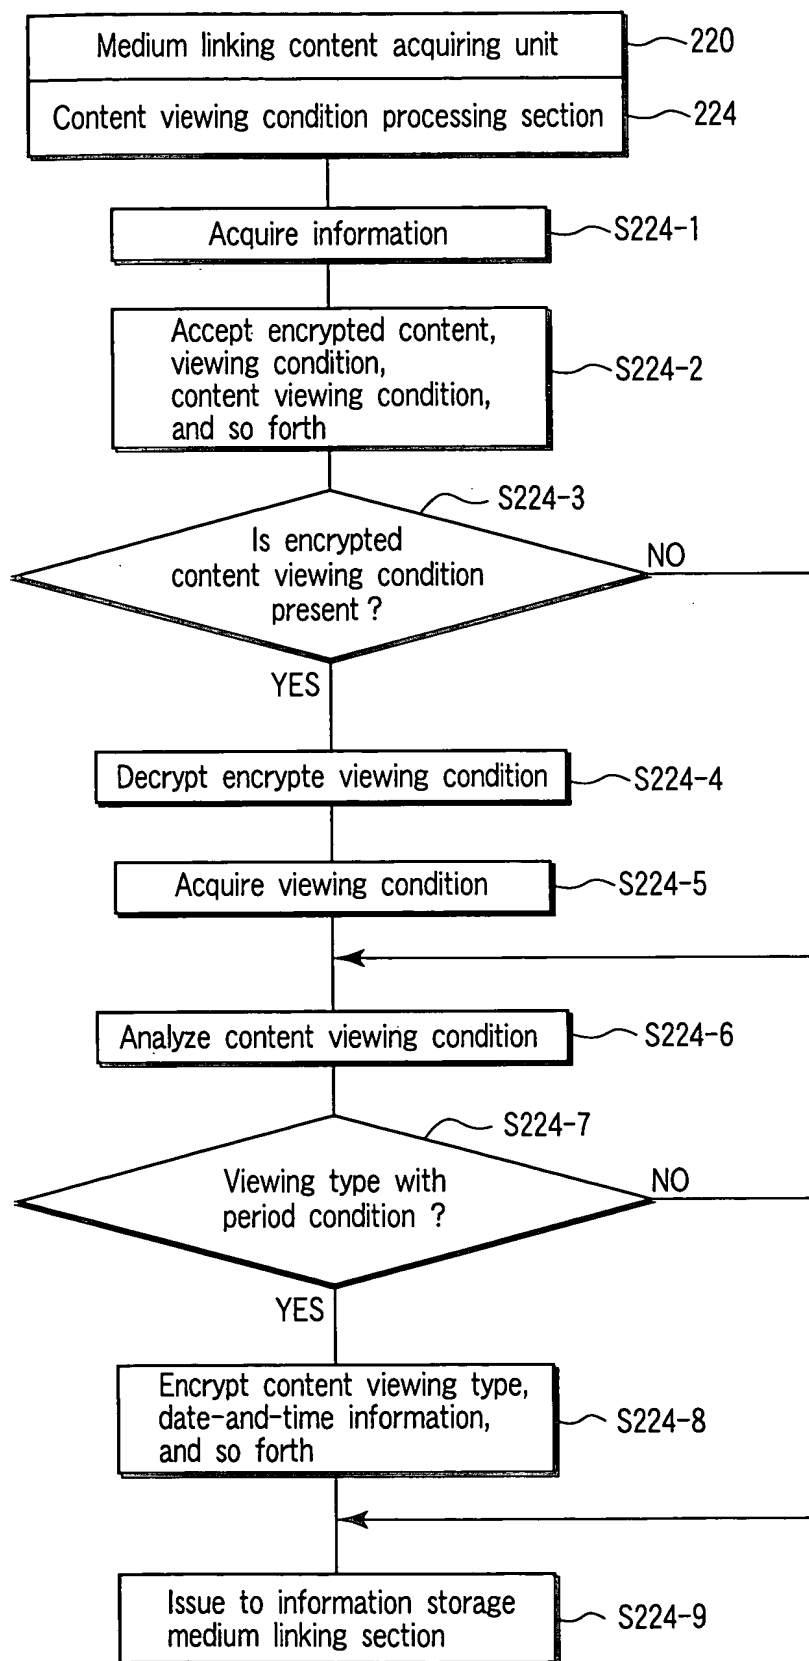 Medium linking content acquiring unit
220
Content viewing condition processing section
224
Acquire information
S224-1
Accept encrypted content,
viewing condition,
content viewing condition,
and so forth
S224-2
S224-3
Is encrypted
content viewing condition
present ?
NO
YES
Decrypt encrypte viewing condition
S224-4
Acquire viewing condition
S224-5
Analyze content viewing condition
S224-6
S224-7
Viewing type with
period condition ?
NO
YES
Encrypt content viewing type,
date-and-time information,
and so forth
S224-8
Issue to information storage
medium linking section
S224-9